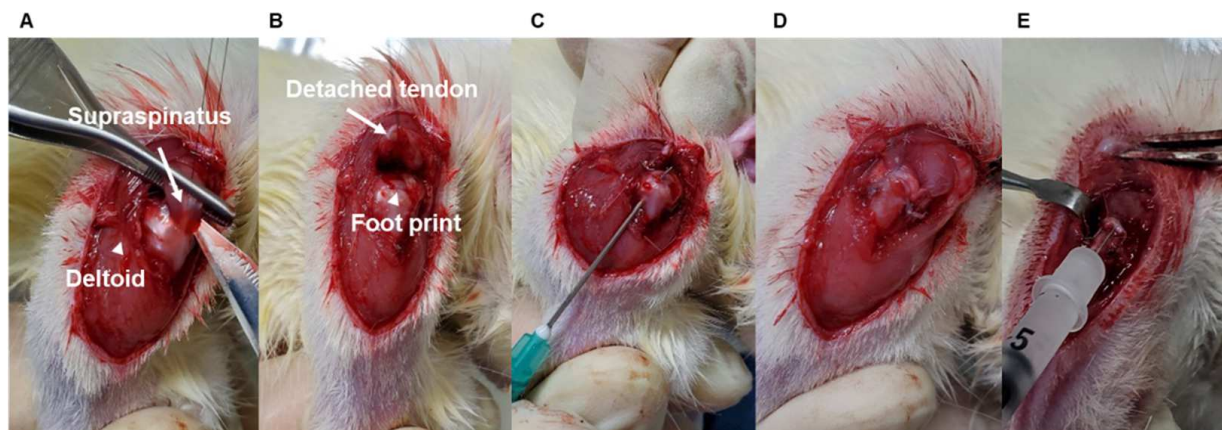 A B C D E
Supraspinatus
Deltoid
Detached tendon
Foot print
5